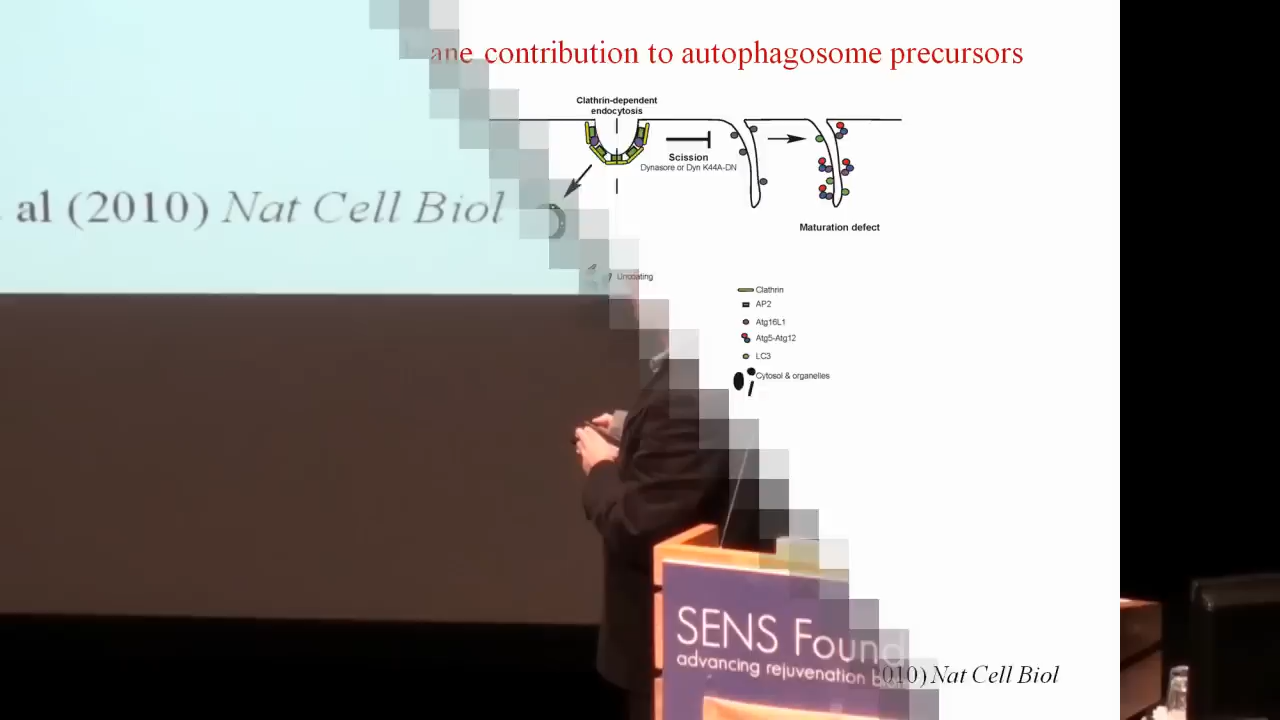 ane contribution to autophagosome precursors
Clathrin-dependent
endocytosis
Scission
Dynasore or Dyn K44A-DN
Maturation defect
al (2010) Nat Cell Biol
Uncoating
Clathrin
AP2
Atg16L1
Atg5-Atg12
LC3
Cytosol & organelles
SENS Found
advancing rejuvenation
010) Nat Cell Biol